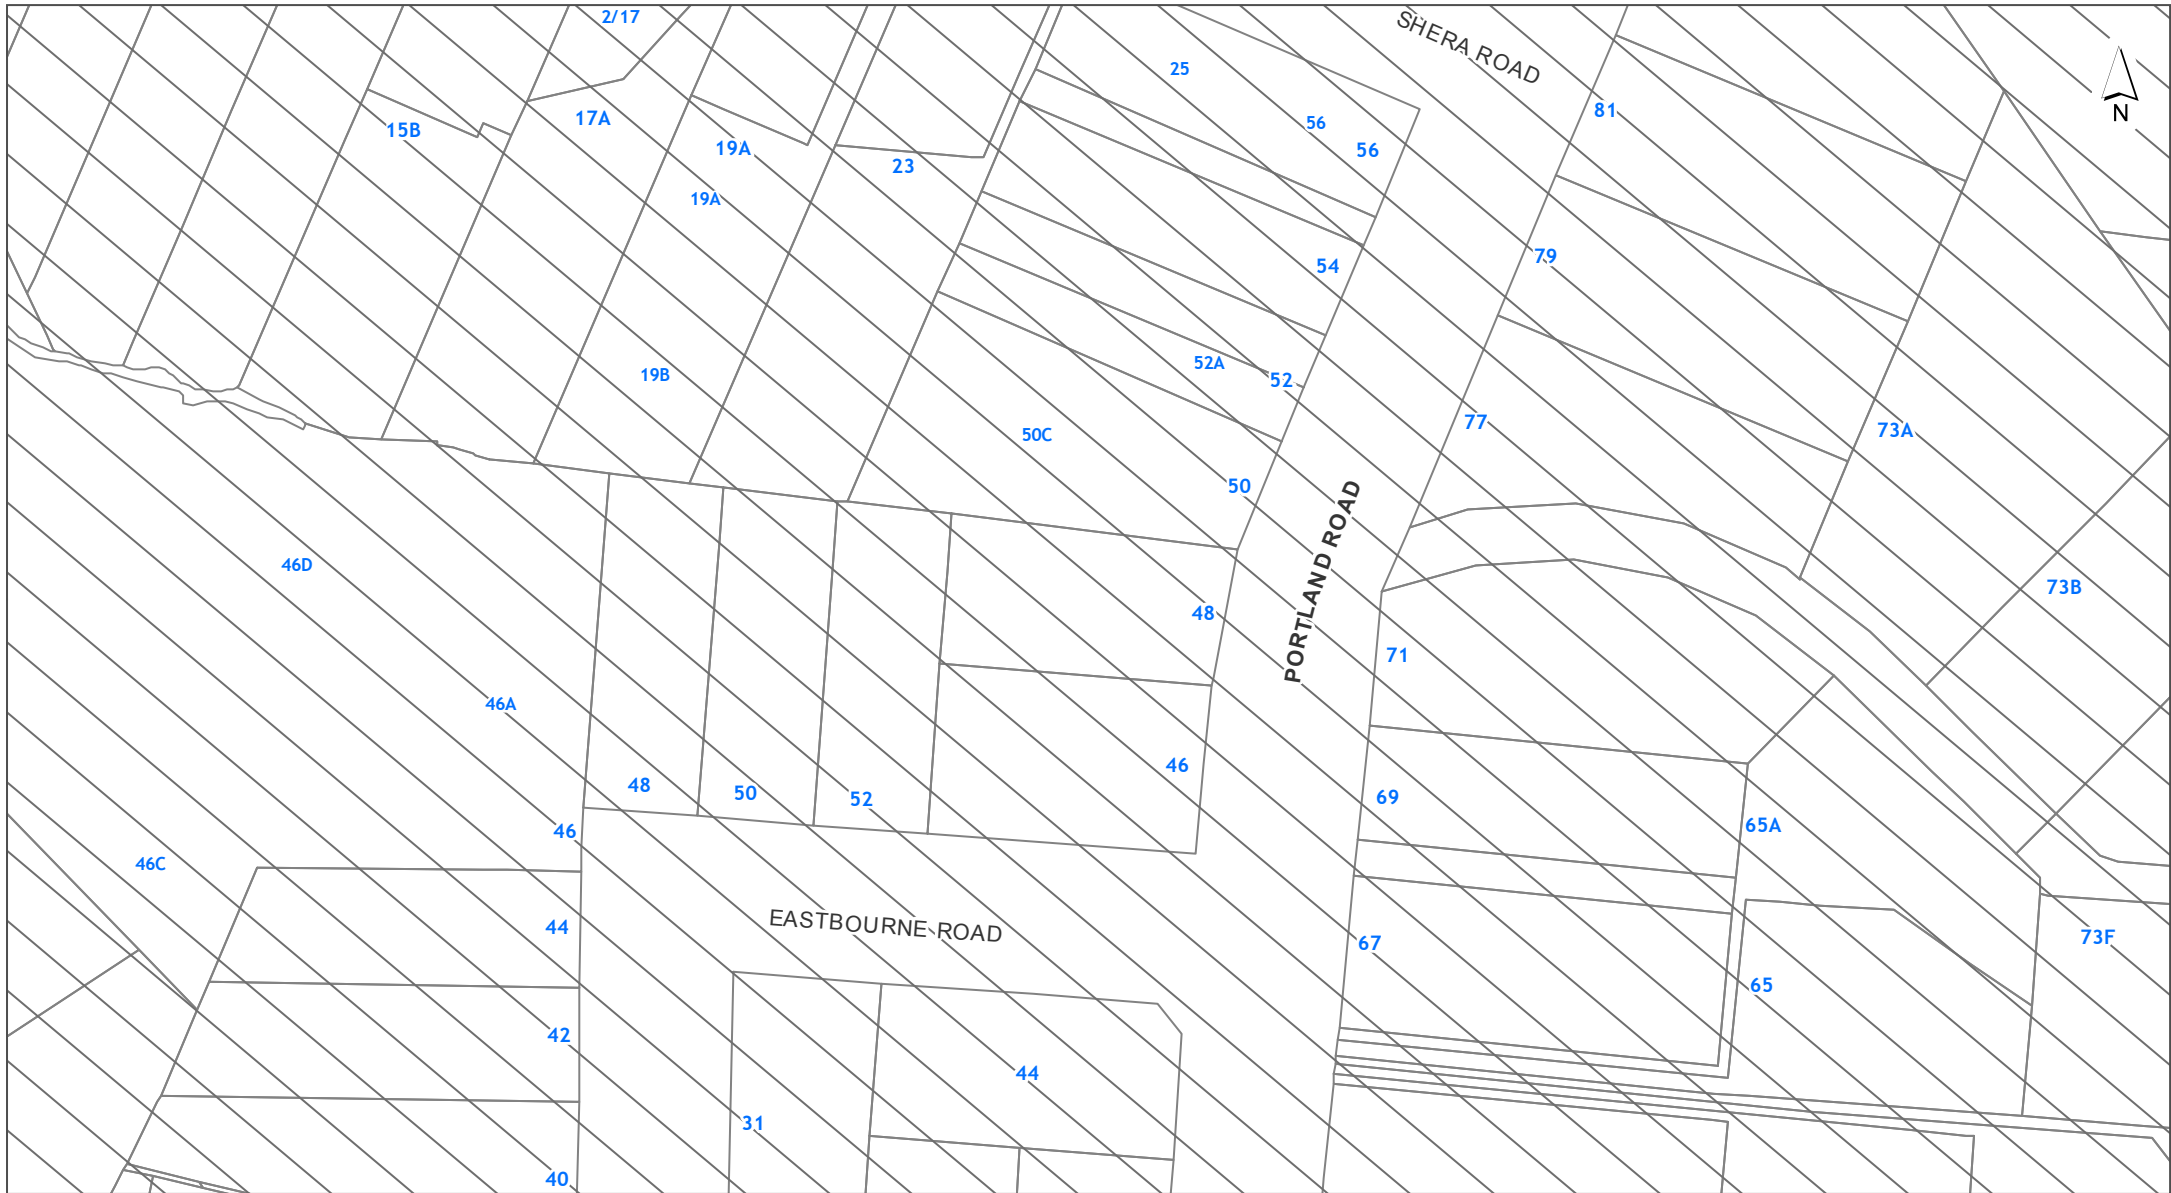 2/17
SHERA ROAD
25
81
N
15B
17A
56
19A
56
23
19A
54
79
52A
19B
52
77
50C
73A
50
PORTLAND ROAD
46D
73B
48
71
46A
46
48
50
52
69
46
65A
46C
44
EASTBOURNE ROAD
67
73F
65
42
44
31
40